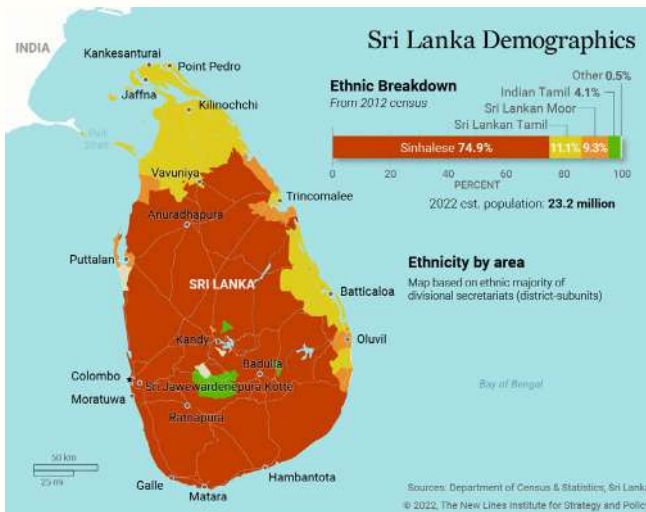 INDIA
Sri Lanka Demographics
Ethnic Breakdown
From 2012 census
Other 0.5%
Indian Tamil 4.1%
Sri Lankan Moor
Sri Lankan Tamil
Sinhalese 74.9%
11.1%
9.3%
0 20 40 60 80 100
PERCENT
2022 est. population: 23.2 million
Ethnicity by area
Map based on ethnic majority of
divisional secretariats (district-subunits)
Kankesanturai
Point Pedro
Jaffna
Kilinochchi
Palk
Strait
Vavuniya
Trincomalee
Anuradhapura
Puttalan
SRI LANKA
Batticaloa
Kandy
Oluvil
Badulla
Colombo
Sri Jawewardenepura Kotte
Moratuwa
Ratnapura
Bay of Bengal
Hambantota
Galle
Matara
50 km
25 mi
Sources: Department of Census & Statistics, Sri Lanka
© 2022, The New Lines Institute for Strategy and Policy